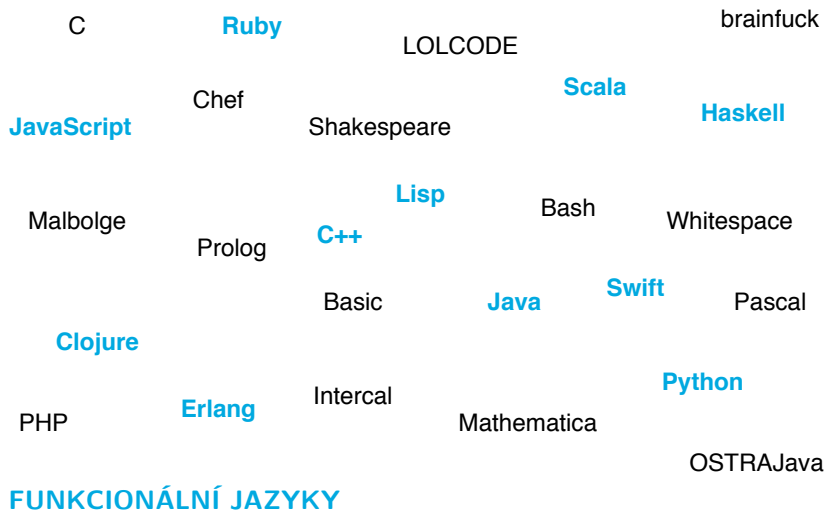 C
Ruby
LOLCODE
brainfuck
Chef
Scala
JavaScript
Shakespeare
Haskell
Lisp
Malbolge
Bash
Whitespace
Prolog
C++
Basic
Java
Swift
Pascal
Clojure
Python
PHP
Erlang
Intercal
Mathematica
OSTRAJava
FUNKCIONÁLNÍ JAZYKY